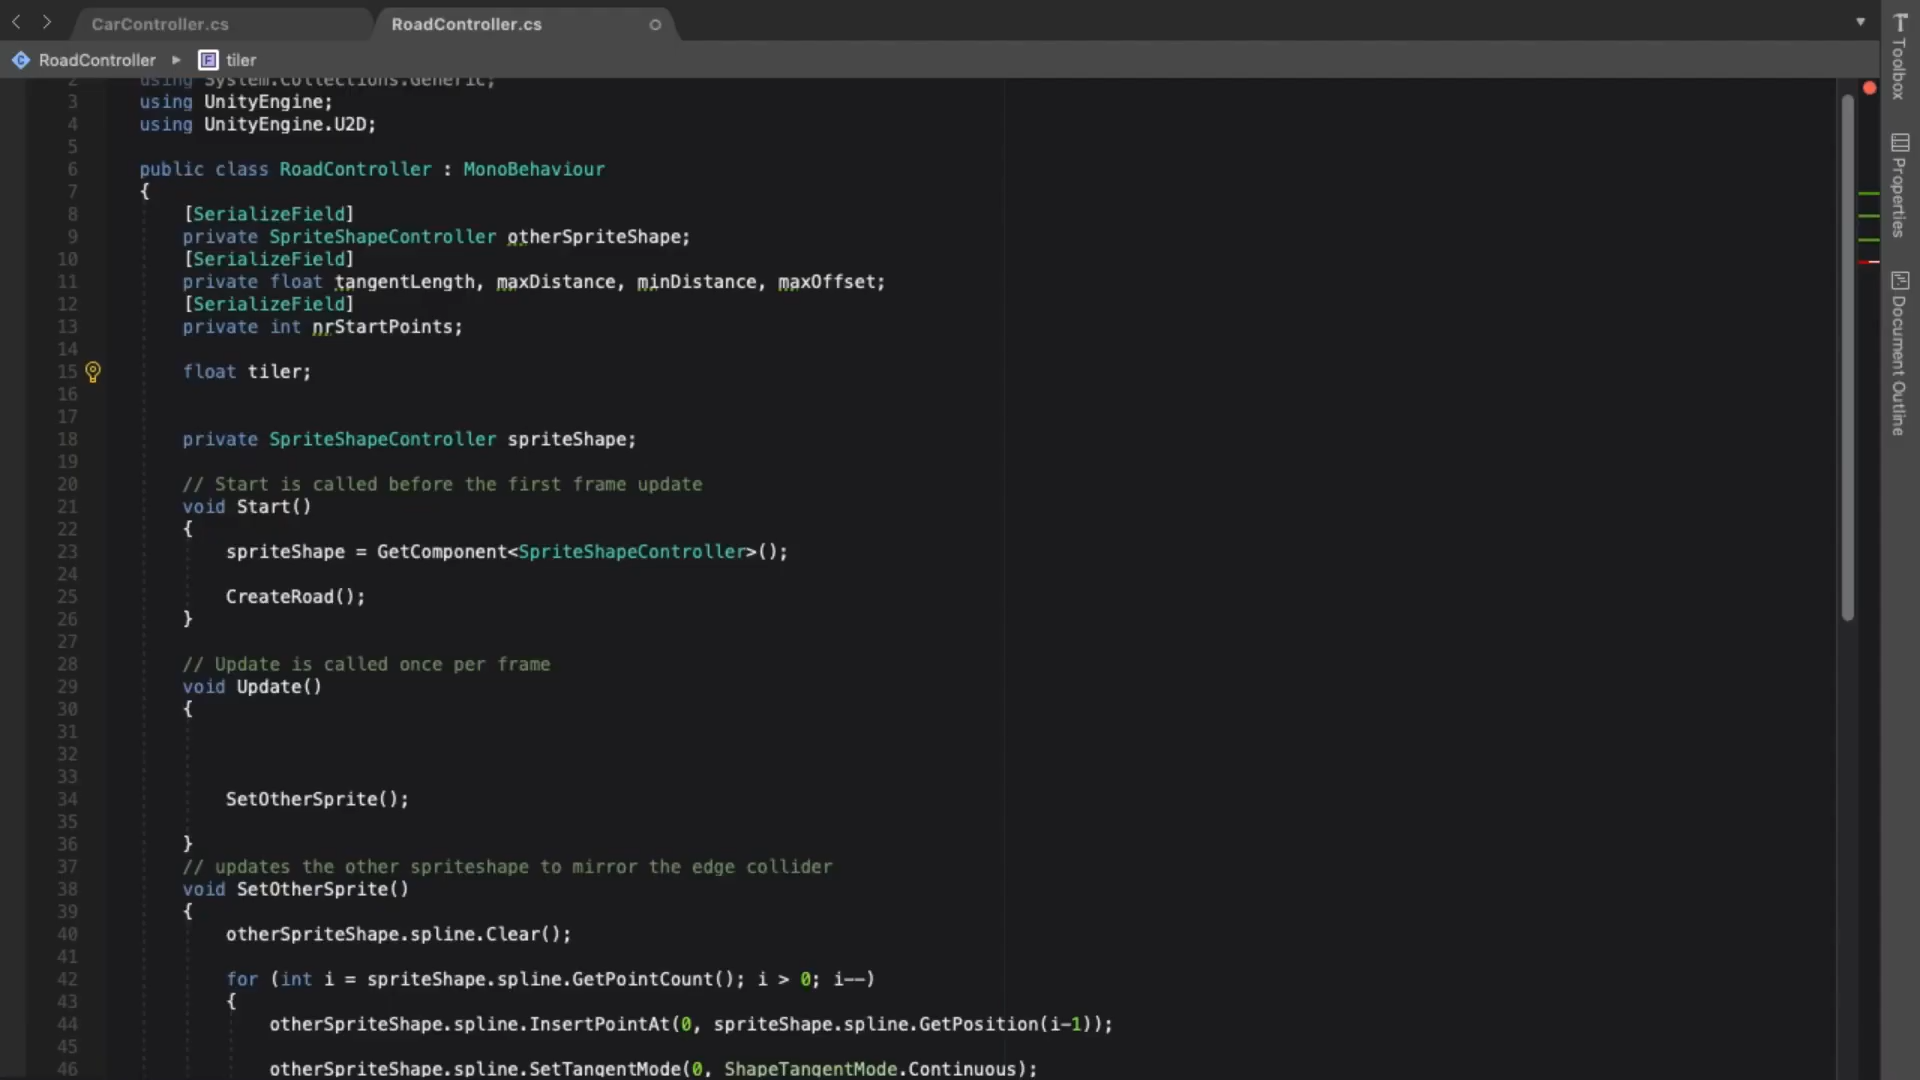 CarController.cs
RoadController.cs
RoadController
tiler
2 using System.Collections.Generic;
3 using UnityEngine;
4 using UnityEngine.U2D;
5
6 public class RoadController : MonoBehaviour
7 {
8 [SerializeField]
9 private SpriteShapeController otherSpriteShape;
10 [SerializeField]
11 private float tangentLength, maxDistance, minDistance, maxOffset;
12 [SerializeField]
13 private int nrStartPoints;
14
15 float tiler;
16
17
18 private SpriteShapeController spriteShape;
19
20 // Start is called before the first frame update
21 void Start()
22 {
23 spriteShape = GetComponent<SpriteShapeController>();
24
25 CreateRoad();
26 }
27
28 // Update is called once per frame
29 void Update()
30 {
31
32
33
34 SetOtherSprite();
35
36 }
37 // updates the other spriteshape to mirror the edge collider
38 void SetOtherSprite()
39 {
40 otherSpriteShape.spline.Clear();
41
42 for (int i = spriteShape.spline.GetPointCount(); i > 0; i--)
43 {
44 otherSpriteShape.spline.InsertPointAt(0, spriteShape.spline.GetPosition(i-1));
45
46 otherSpriteShape.spline.SetTangentMode(0, ShapeTangentMode.Continuous);
Toolbox
Properties
Document Outline